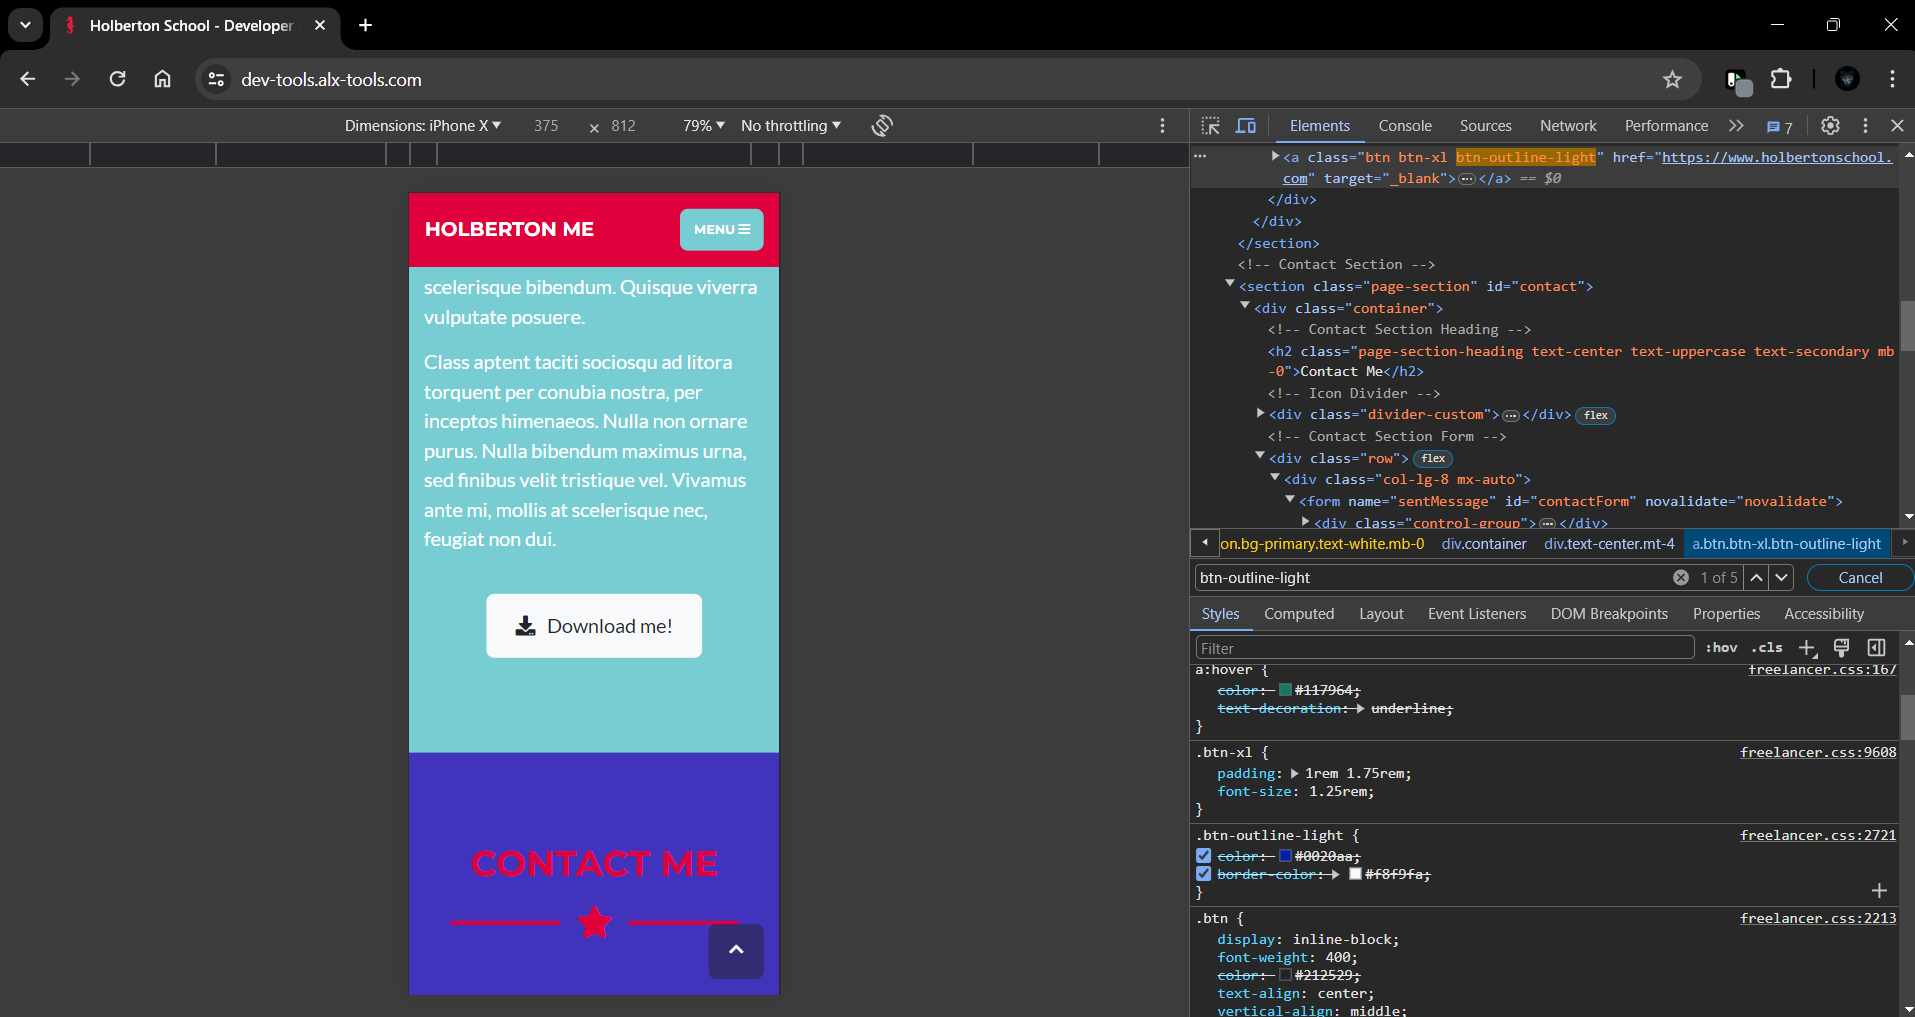 Holberton School - Developer
dev-tools.alx-tools.com
Dimensions: iPhone X 375 × 812 79% No throttling
HOLBERTON ME
MENU
scelerisque bibendum. Quisque viverra
vulputate posuere.
Class aptent taciti sociosqu ad litora
torquent per conubia nostra, per
inceptos himenaeos. Nulla non ornare
purus. Nulla bibendum maximus urna,
sed finibus velit tristique vel. Vivamus
ante mi, mollis at scelerisque nec,
feugiat non dui.
Download me!
CONTACT ME
Elements Console Sources Network Performance 7
<a class="btn btn-xl btn-outline-light" href="https://www.holbertonschool.
com" target="_blank">…</a> == $0
</div>
</div>
</section>
<!-- Contact Section -->
<section class="page-section" id="contact">
<div class="container">
<!-- Contact Section Heading -->
<h2 class="page-section-heading text-center text-uppercase text-secondary mb
-0">Contact Me</h2>
<!-- Icon Divider -->
<div class="divider-custom">…</div> flex
<!-- Contact Section Form -->
<div class="row"> flex
<div class="col-lg-8 mx-auto">
<form name="sentMessage" id="contactForm" novalidate="novalidate">
<div class="control-group">…</div>
on.bg-primary.text-white.mb-0 div.container div.text-center.mt-4 a.btn.btn-xl.btn-outline-light
btn-outline-light 1 of 5 Cancel
Styles Computed Layout Event Listeners DOM Breakpoints Properties Accessibility
Filter :hov .cls
a:hover { freelancer.css:167
color: #117964;
text-decoration: underline;
}
.btn-xl { freelancer.css:9608
padding: 1rem 1.75rem;
font-size: 1.25rem;
}
.btn-outline-light { freelancer.css:2721
color: #0020aa;
border-color: #f8f9fa;
}
.btn { freelancer.css:2213
display: inline-block;
font-weight: 400;
color: #212529;
text-align: center;
vertical-align: middle;